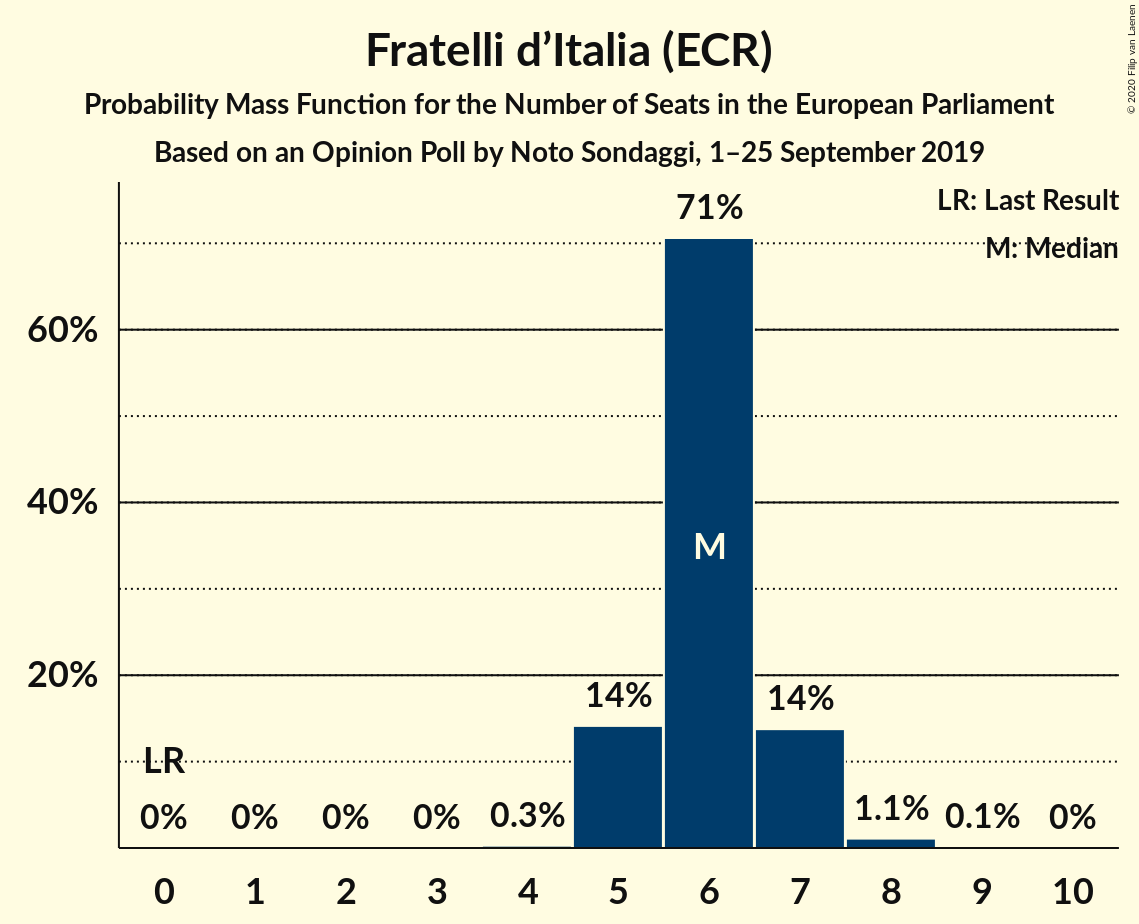 Fratelli d’Italia (ECR)
Probability Mass Function for the Number of Seats in the European Parliament
Based on an Opinion Poll by Noto Sondaggi, 1–25 September 2019
© 2020 Filip van Laenen
LR: Last Result
M: Median
71%
60%
40%
M
20%
14%
14%
LR
0%
0%
0%
0%
0.3%
1.1%
0.1%
0%
0 1 2 3 4 5 6 7 8 9 10